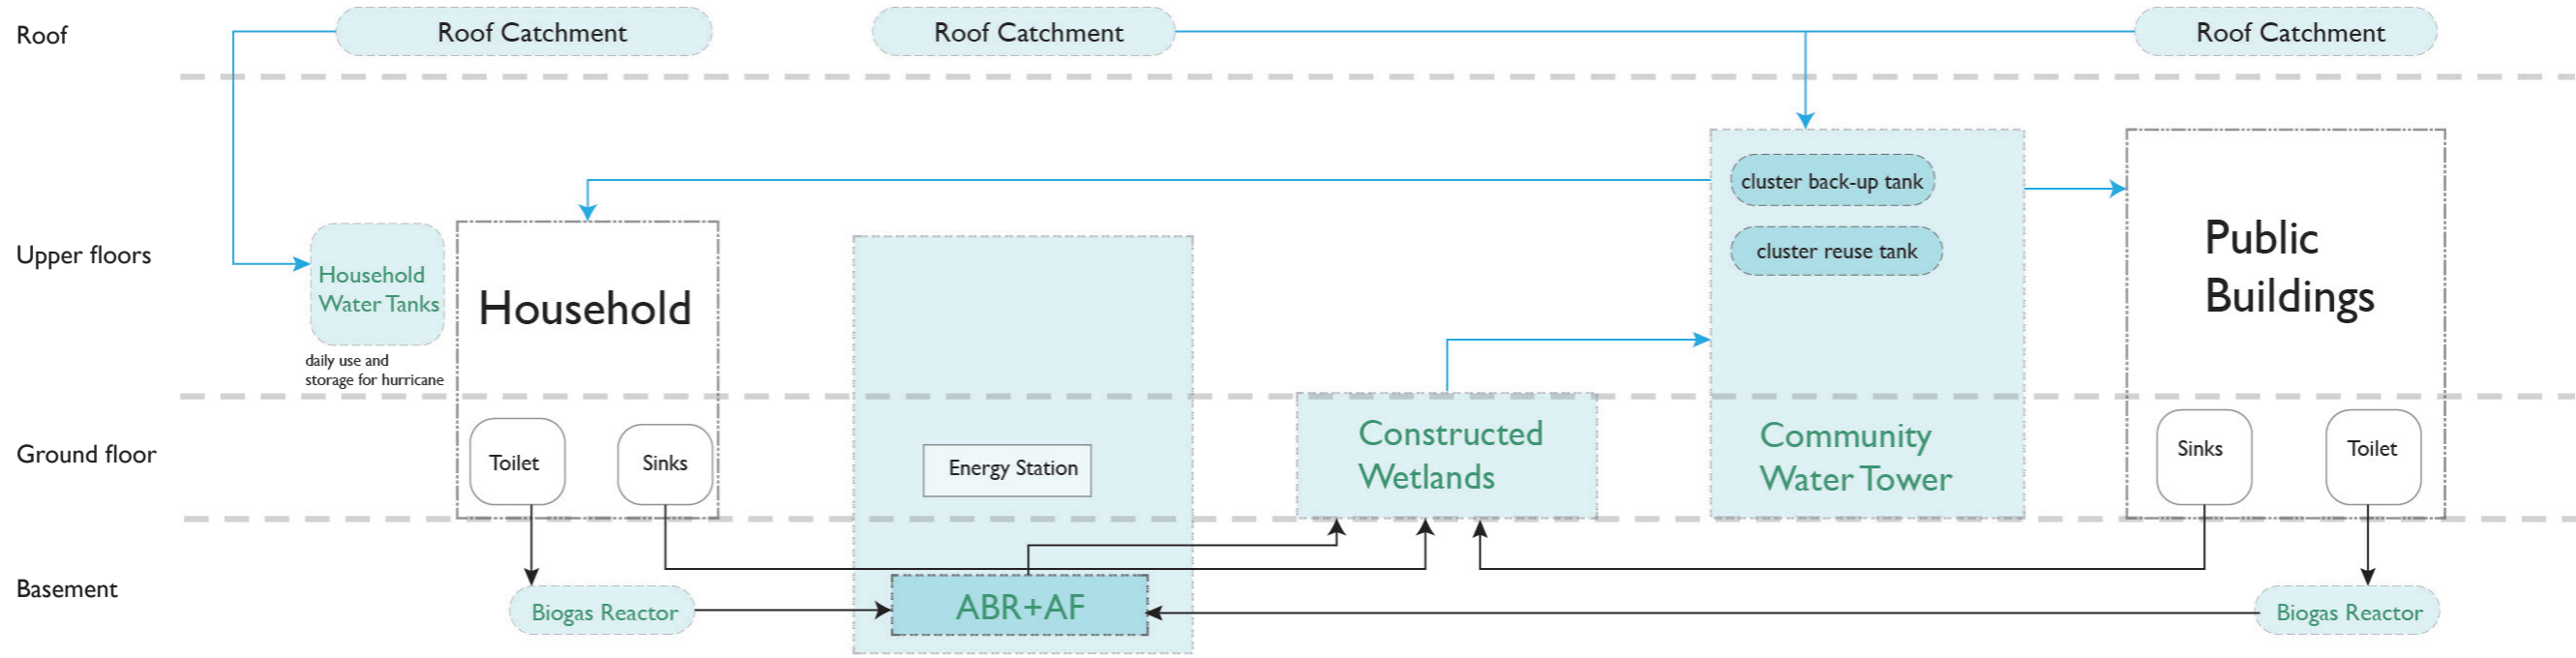 Roof
Roof Catchment
Roof Catchment
Roof Catchment
Upper floors
Household
Water Tanks
daily use and
storage for hurricane
Household
cluster back-up tank
cluster reuse tank
Public
Buildings
Ground floor
Toilet
Sinks
Energy Station
Constructed
Wetlands
Community
Water Tower
Sinks
Toilet
Basement
Biogas Reactor
ABR+AF
Biogas Reactor